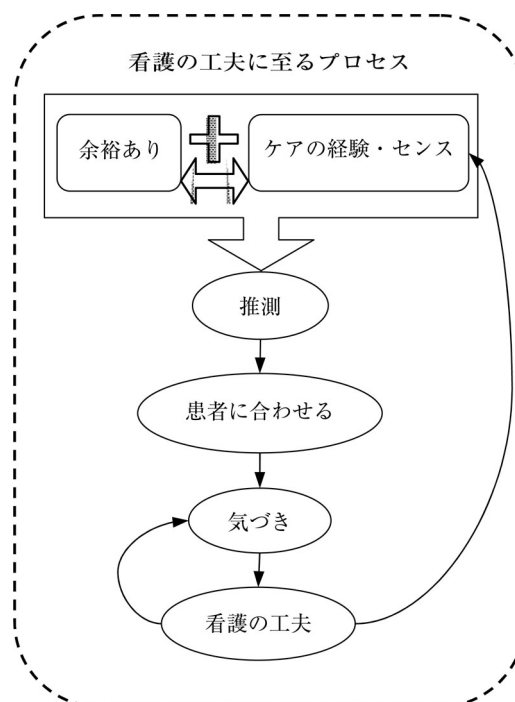 看護の工夫に至るプロセス
余裕あり
ケアの経験・センス
推測
患者に合わせる
気づき
看護の工夫